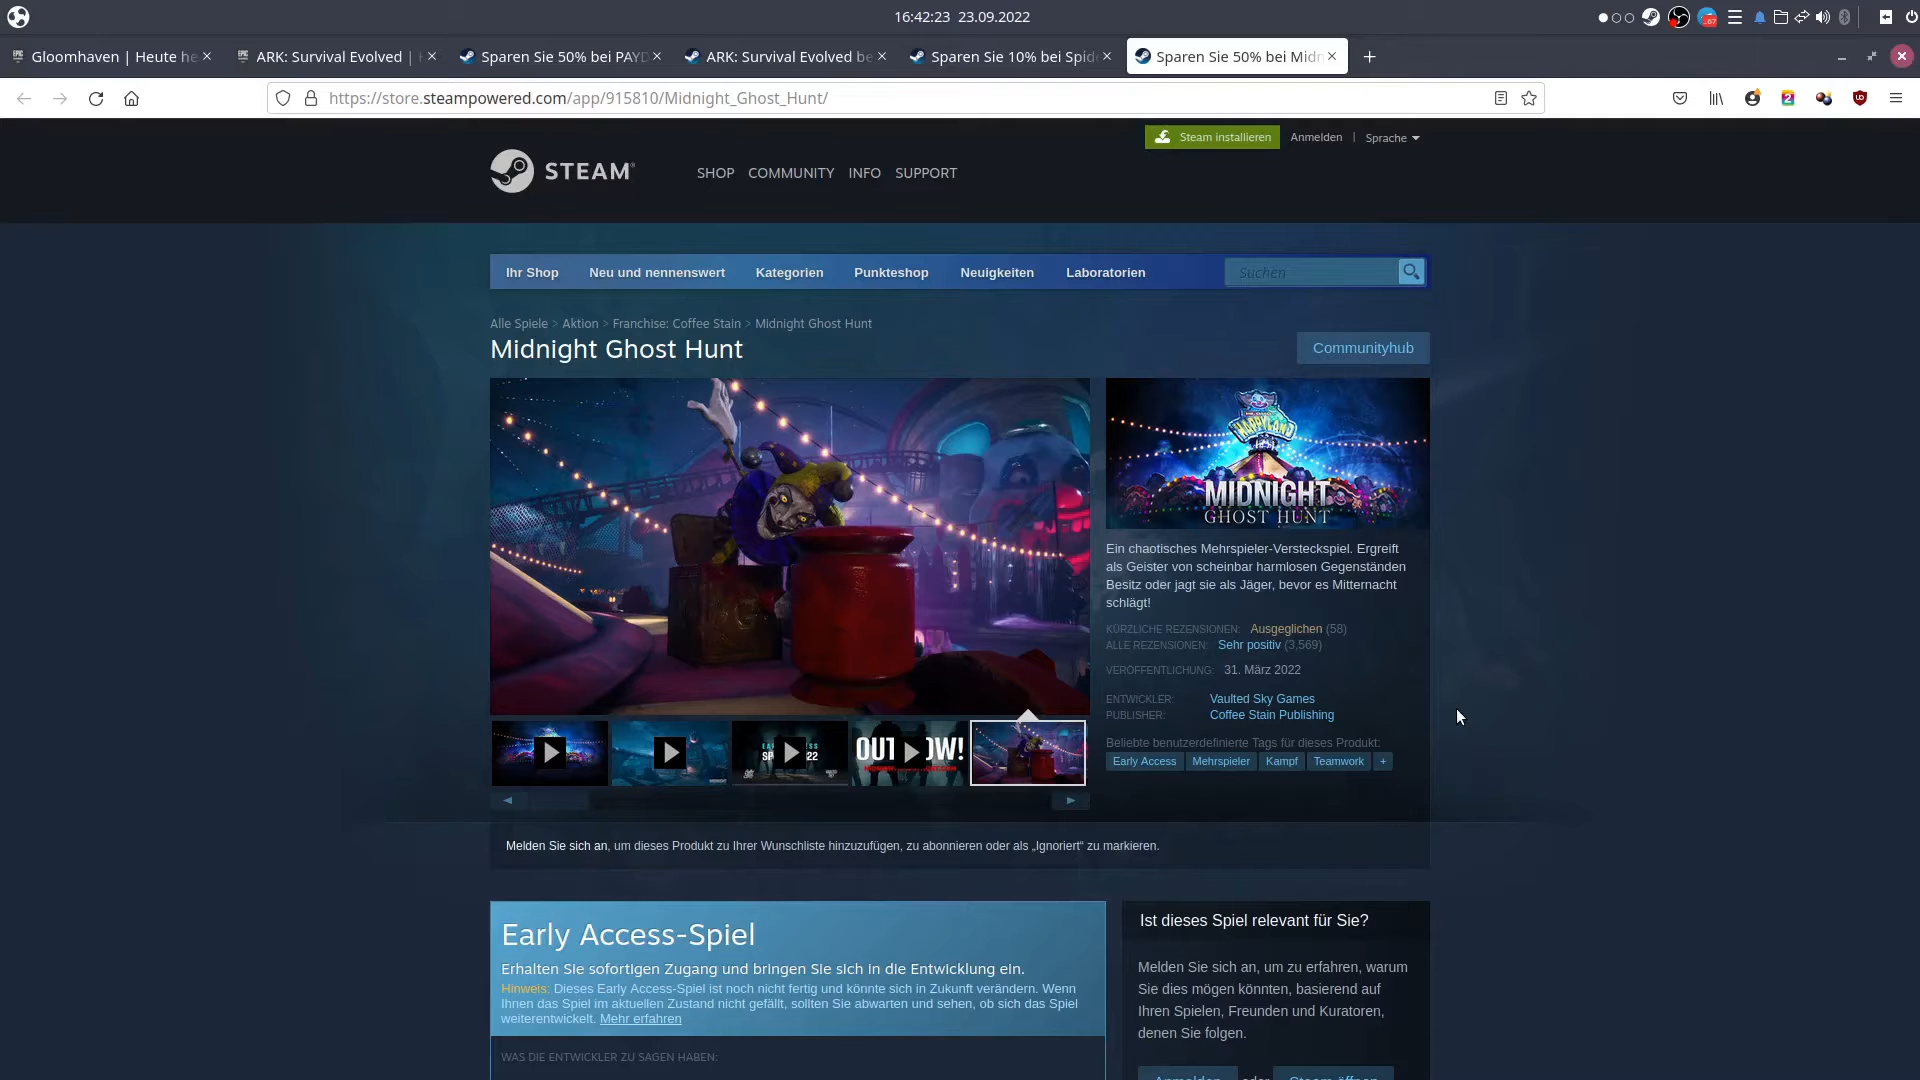 16:42:23 23.09.2022
67
Gloomhaven | Heute he
ARK: Survival Evolved |
Sparen Sie 50% bei PAYD
ARK: Survival Evolved be
Sparen Sie 10% bei Spid
Sparen Sie 50% bei Midn
https://store.steampowered.com/app/915810/Midnight_Ghost_Hunt/
2
Steam installieren
Anmelden | Sprache
STEAM®
SHOP COMMUNITY INFO SUPPORT
Ihr Shop Neu und nennenswert Kategorien Punkteshop Neuigkeiten Laboratorien
Suchen
Alle Spiele > Aktion > Franchise: Coffee Stain > Midnight Ghost Hunt
Midnight Ghost Hunt
Communityhub
HAPPYLAND
MIDNIGHT
GHOST HUNT
Ein chaotisches Mehrspieler-Versteckspiel. Ergreift
als Geister von scheinbar harmlosen Gegenständen
Besitz oder jagt sie als Jäger, bevor es Mitternacht
schlägt!
KÜRZLICHE REZENSIONEN: Ausgeglichen (58)
ALLE REZENSIONEN: Sehr positiv (3,569)
VERÖFFENTLICHUNG: 31. März 2022
ENTWICKLER: Vaulted Sky Games
PUBLISHER: Coffee Stain Publishing
Beliebte benutzerdefinierte Tags für dieses Produkt:
Early Access Mehrspieler Kampf Teamwork +
Melden Sie sich an, um dieses Produkt zu Ihrer Wunschliste hinzuzufügen, zu abonnieren oder als „Ignoriert“ zu markieren.
Early Access-Spiel
Erhalten Sie sofortigen Zugang und bringen Sie sich in die Entwicklung ein.
Hinweis: Dieses Early Access-Spiel ist noch nicht fertig und könnte sich in Zukunft verändern. Wenn
Ihnen das Spiel im aktuellen Zustand nicht gefällt, sollten Sie abwarten und sehen, ob sich das Spiel
weiterentwickelt. Mehr erfahren
WAS DIE ENTWICKLER ZU SAGEN HABEN:
Ist dieses Spiel relevant für Sie?
Melden Sie sich an, um zu erfahren, warum
Sie dies mögen könnten, basierend auf
Ihren Spielen, Freunden und Kuratoren,
denen Sie folgen.
Anmelden oder Steam öffnen